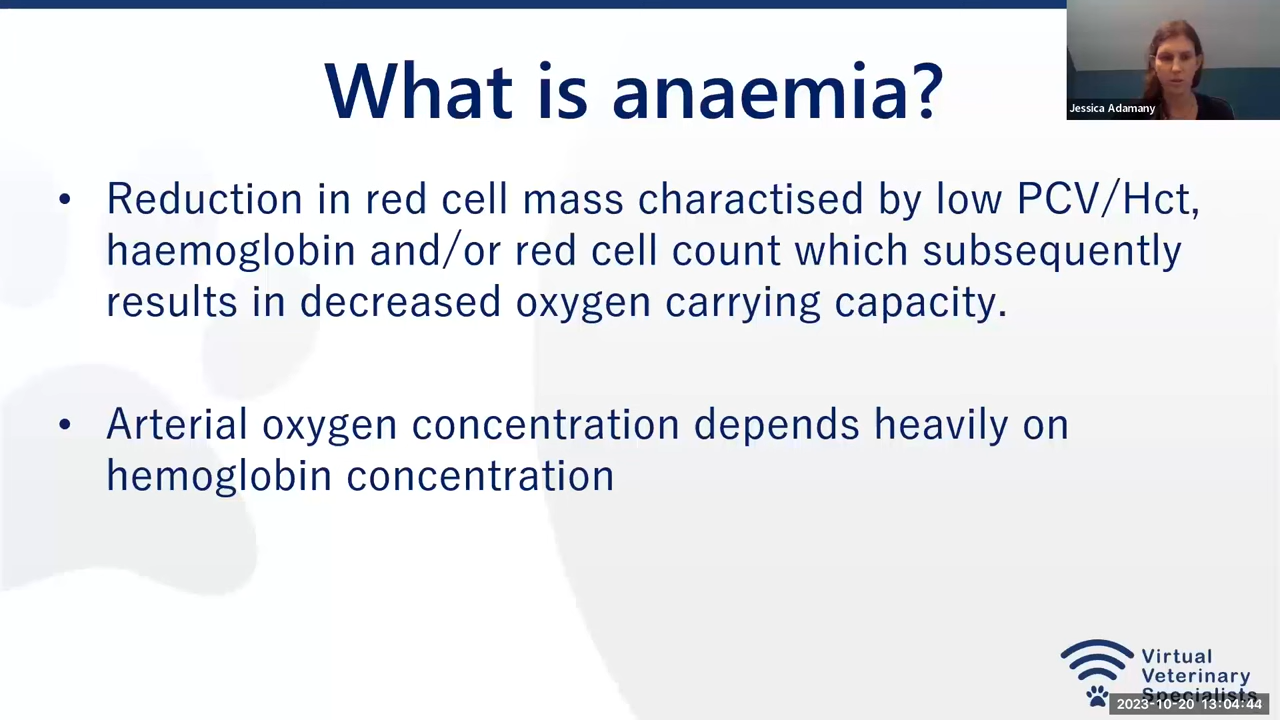 What is anaemia?
Jessica Adamany
• Reduction in red cell mass charactised by low PCV/Hct,
haemoglobin and/or red cell count which subsequently
results in decreased oxygen carrying capacity.
• Arterial oxygen concentration depends heavily on
hemoglobin concentration
Virtual
Veterinary
Specialists
2023-10-20 13:04:44